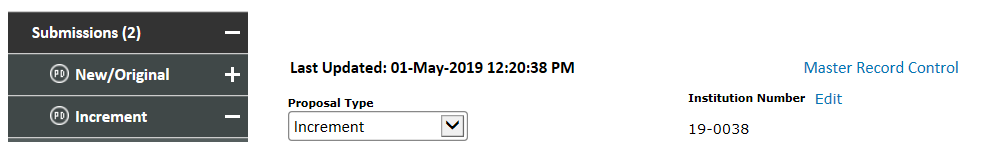 Submissions (2)
PD New/Original
PD Increment
Last Updated: 01-May-2019 12:20:38 PM
Master Record Control
Proposal Type
Increment
Institution Number Edit
19-0038